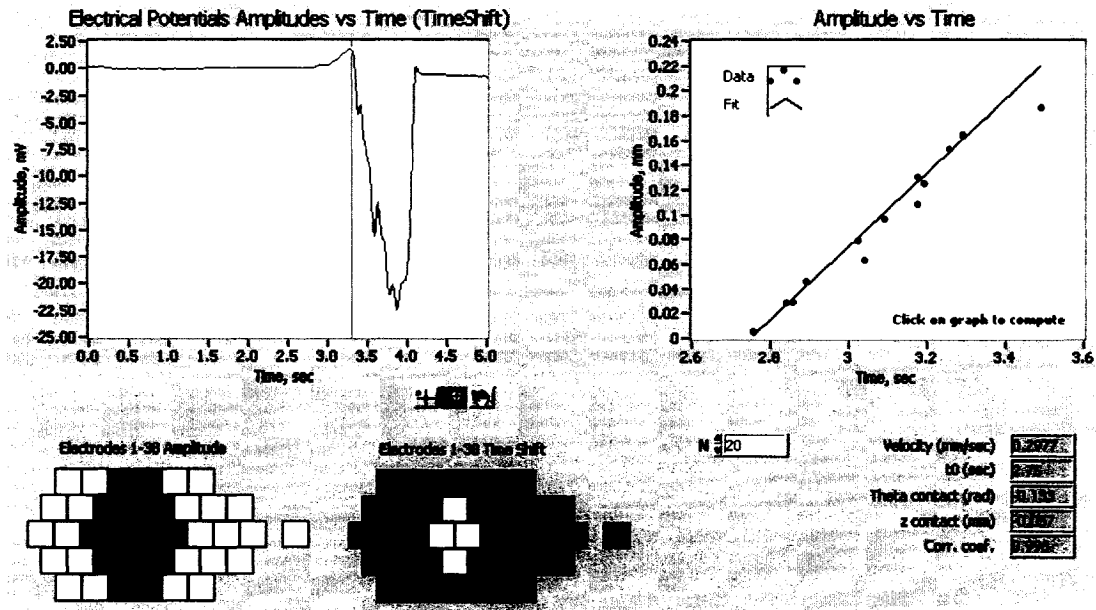 Electrical Potentials Amplitudes vs Time (TimeShift)
2.50
0.00
-2.50
-5.00
-7.50
-10.00
-12.50
-15.00
-17.50
-20.00
-22.50
-25.00
Amplitude, mV
0.0 0.5 1.0 1.5 2.0 2.5 3.0 3.5 4.0 4.5 5.0
Time, sec
Amplitude vs Time
0.24
0.22
0.2
0.18
0.16
0.14
0.12
0.1
0.08
0.06
0.04
0.02
0
Amplitude, mm
Data
Fit
Click on graph to compute
2.6 2.8 3 3.2 3.4 3.6
Time, sec
Electrodes 1-38 Amplitude
Electrodes 1-38 Time Shift
N 20
Velocity (mm/sec) 0.2977
t0 (sec)
Theta contact (rad)
z contact (mm)
Corr. coef.